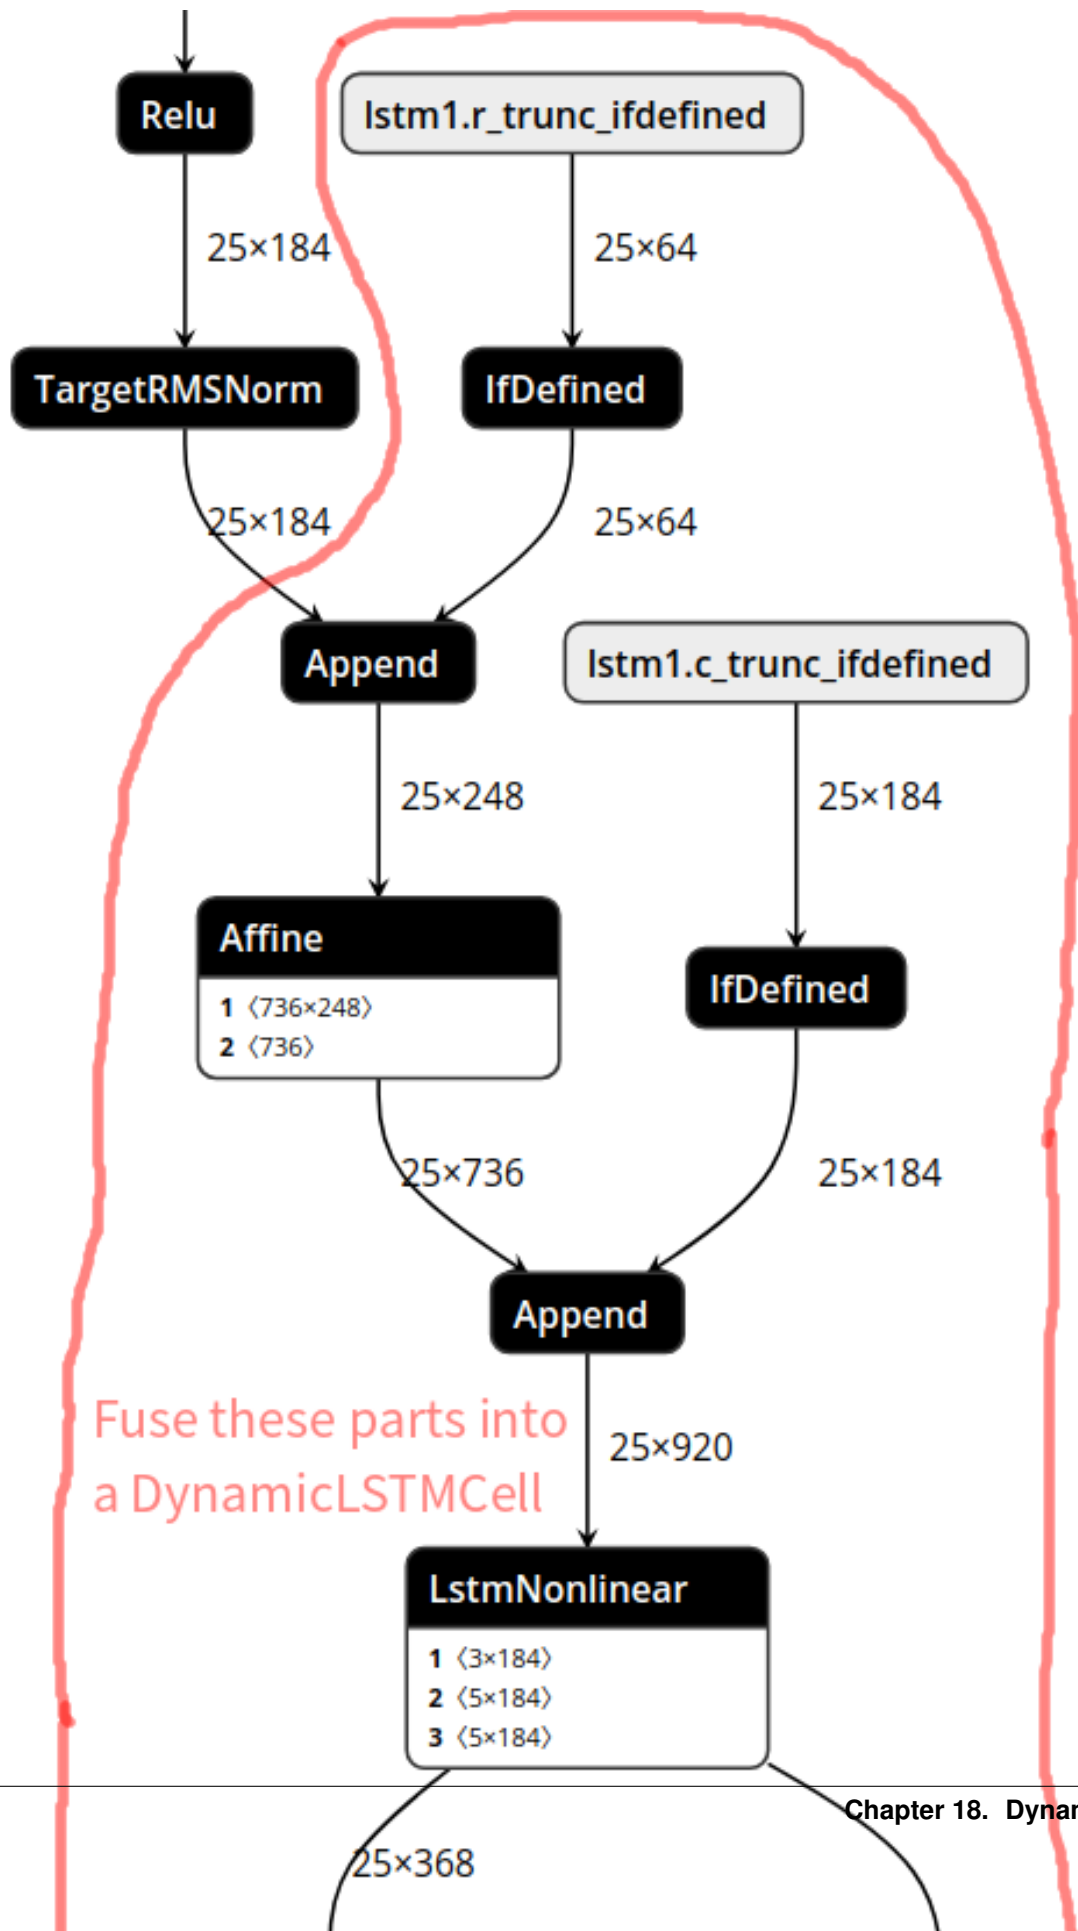 Relu
lstm1.r_trunc_ifdefined
25×184
25×64
TargetRMSNorm
IfDefined
25×184
25×64
Append
lstm1.c_trunc_ifdefined
25×248
25×184
Affine
1 〈736×248〉
2 〈736〉
IfDefined
25×736
25×184
Append
Fuse these parts into
a DynamicLSTMCell
25×920
LstmNonlinear
1 〈3×184〉
2 〈5×184〉
3 〈5×184〉
Chapter 18. Dynam
25×368